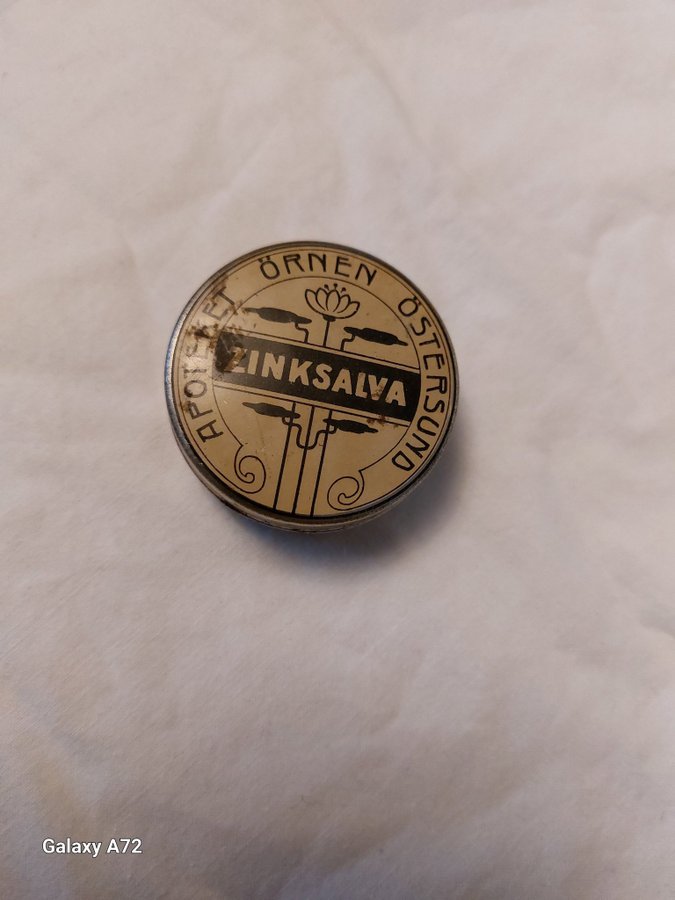 APOTEKET ÖRNEN ÖSTERSUND
ZINKSALVA
Galaxy A72